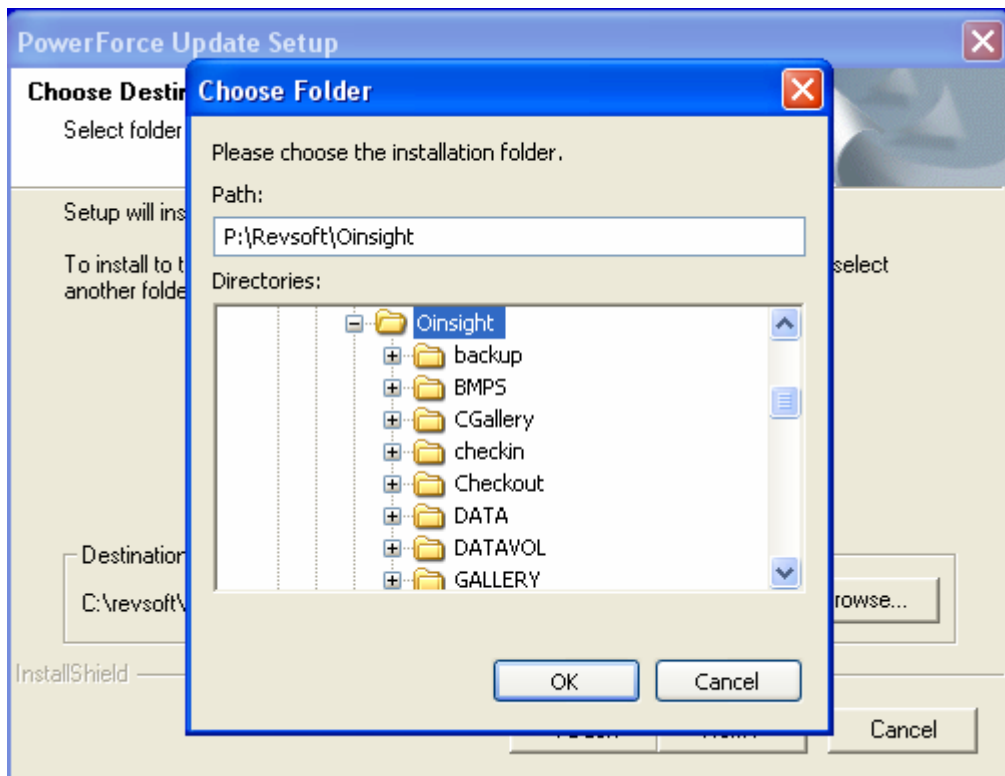 PowerForce Update Setup
Choose Destin
Select folder
Setup will ins
To install to t
select
another folde
Destination
C:\revsoft\
rowse...
InstallShield
Cancel
Choose Folder
Please choose the installation folder.
Path:
P:\Revsoft\Oinsight
Directories:
Oinsight
backup
BMPS
CGallery
checkin
Checkout
DATA
DATAVOL
GALLERY
OK
Cancel